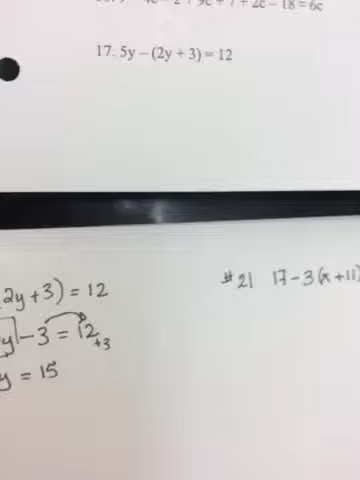 17. 5y − (2y + 3) = 12
2y + 3) = 12
#21 17 − 3(x + 11)
y − 3 = 12
+3
y = 15